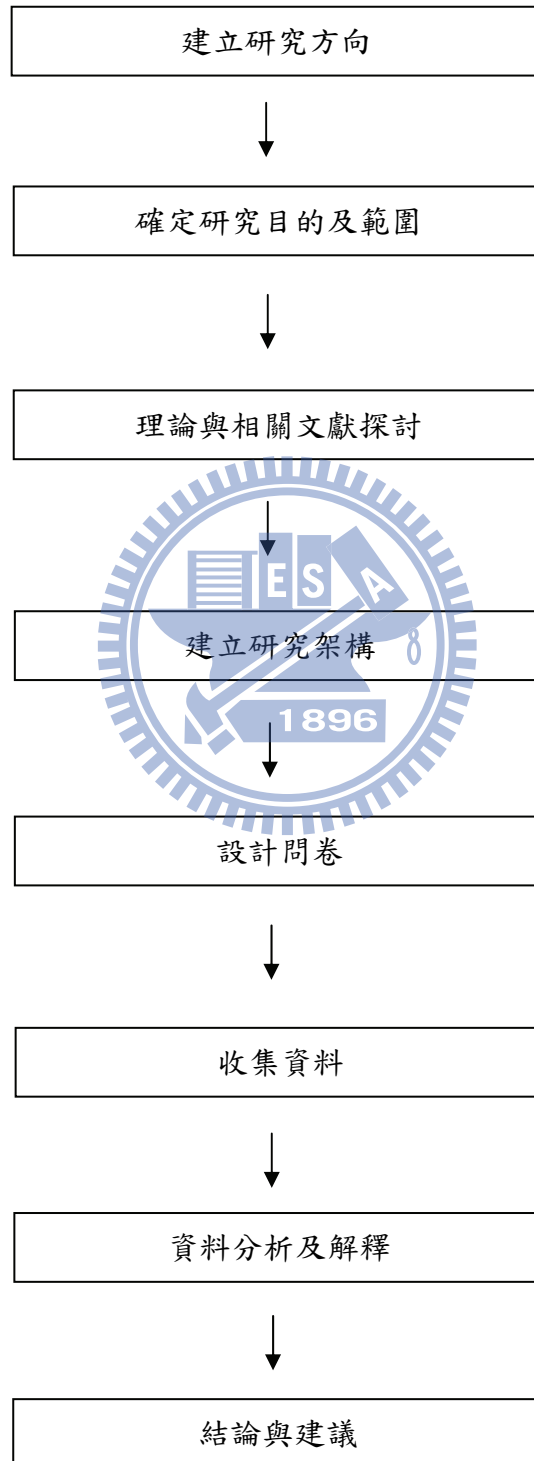 建立研究方向
確定研究目的及範圍
理論與相關文獻探討
E S A
建立研究架構
8
1896
設計問卷
收集資料
資料分析及解釋
結論與建議